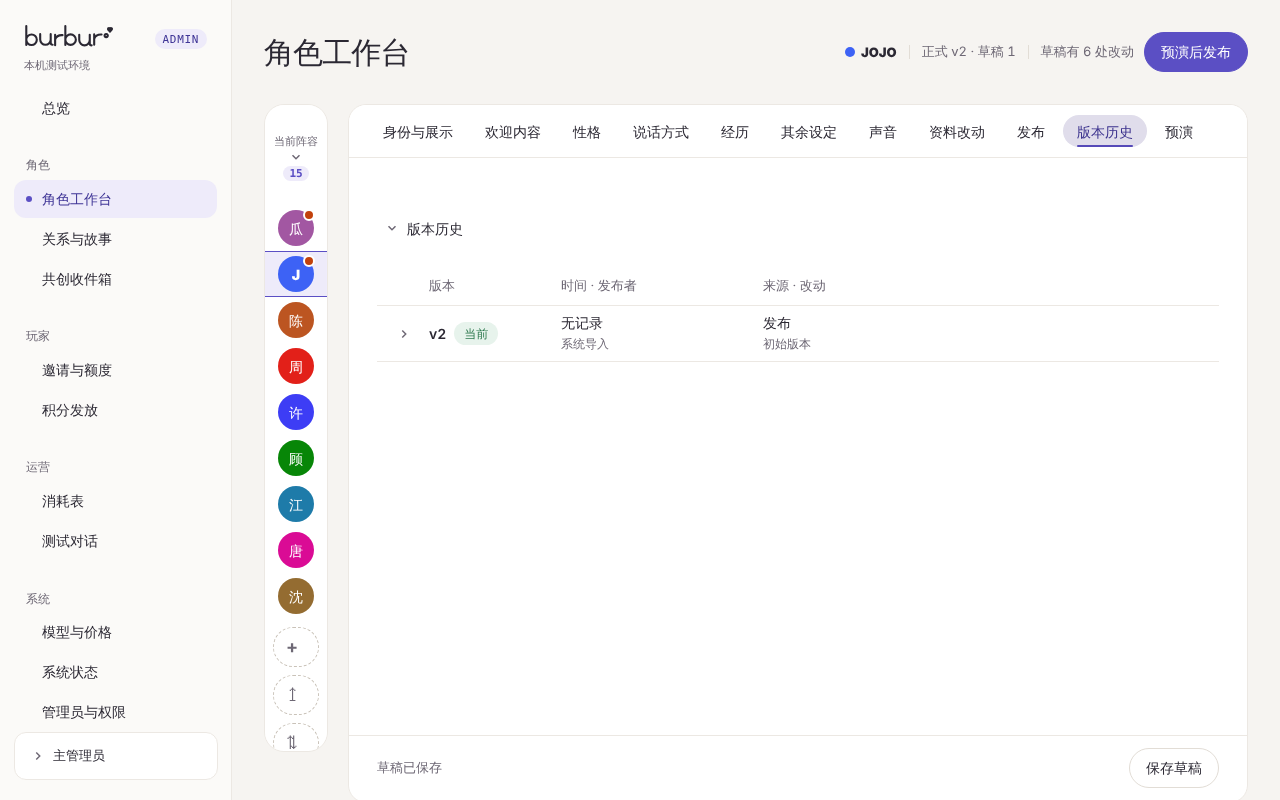 burbur
ADMIN
本机测试环境
总览
角色
角色工作台
关系与故事
共创收件箱
玩家
邀请与额度
积分发放
运营
消耗表
测试对话
系统
模型与价格
系统状态
管理员与权限
主管理员
角色工作台
JOJO
正式 v2 · 草稿 1
草稿有 6 处改动
预演后发布
当前阵容
15
瓜
J
陈
周
许
顾
江
唐
沈
+
身份与展示
欢迎内容
性格
说话方式
经历
其余设定
声音
资料改动
发布
版本历史
预演
版本历史
版本
时间 · 发布者
来源 · 改动
v2
当前
无记录
系统导入
发布
初始版本
草稿已保存
保存草稿